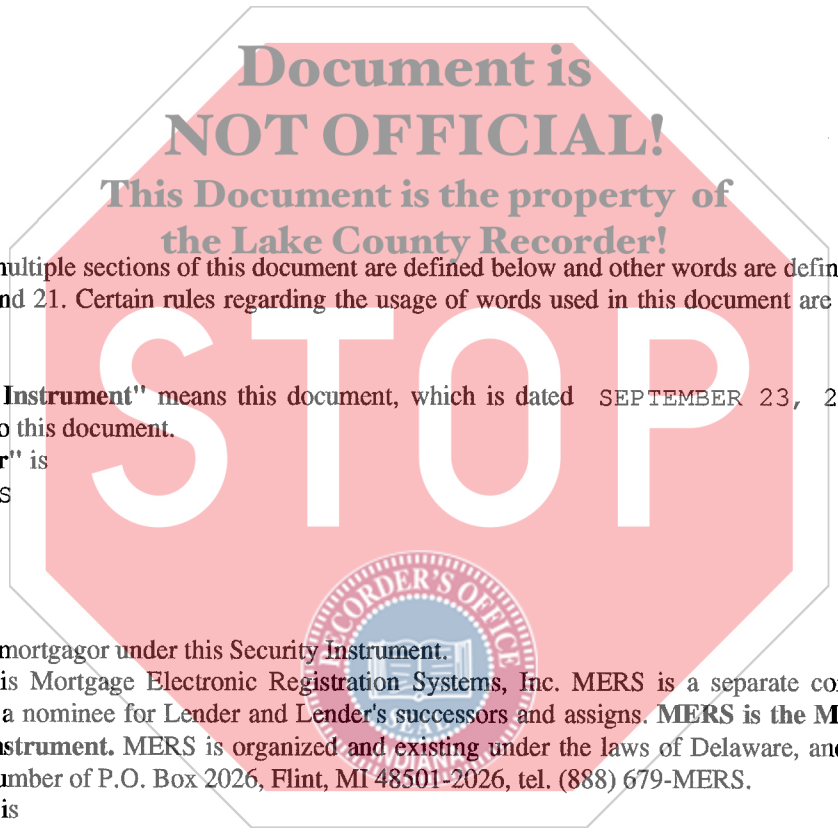 Document is
NOT OFFICIAL!
This Document is the property of
the Lake County Recorder!
multiple sections of this document are defined below and other words are defin
nd 21. Certain rules regarding the usage of words used in this document are
STOP
Instrument" means this document, which is dated SEPTEMBER 23, 2
o this document.
r" is
S
RECORDER'S OFFICE
mortgagor under this Security Instrument.
is Mortgage Electronic Registration Systems, Inc. MERS is a separate co
a nominee for Lender and Lender's successors and assigns. MERS is the M
nstrument. MERS is organized and existing under the laws of Delaware, and
umber of P.O. Box 2026, Flint, MI 48501-2026, tel. (888) 679-MERS.
INDIANA
is